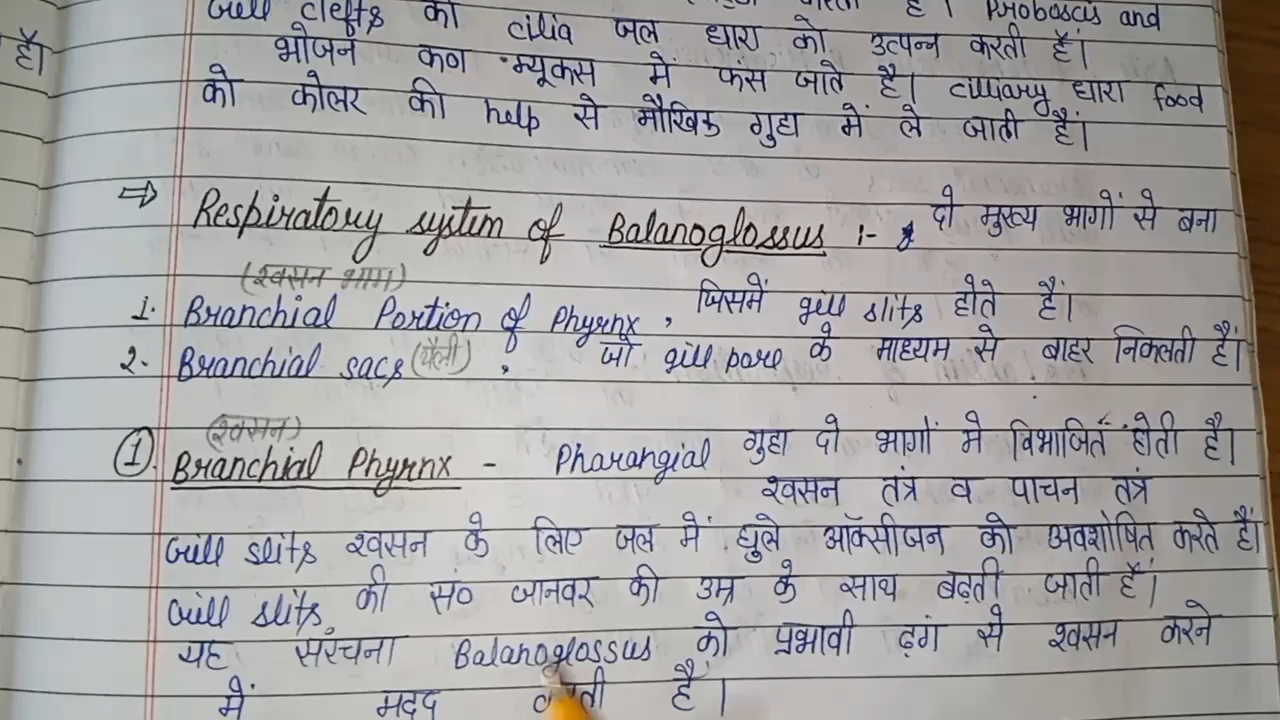 है।
Proboscis and
Gill clefts की cilia जल धारा को उत्पन्न करती हैं।
भोजन कण म्यूकस में फंस जाते है। cilliary धारा food
को कोलर की help से मौखिक गुहा में ले जाती हैं।
⇒ Respiratory system of Balanoglossus :- दो मुख्य भागों से बना
(श्वसन भाग)
1. Branchial Portion of Phyrnx, जिसमें gill slits होते हैं।
2- Branchial sacs (थैली), जो gill pore के माध्यम से बाहर निकलती हैं।
(श्वसन)
① Branchial Phyrnx - Pharangial गुहा दो भागों मे विभाजित होती है।
श्वसन तंत्र व पाचन तंत्र
Gill slits श्वसन के लिए जल में घुले ऑक्सीजन को अवशोषित करते हैं।
Gill slits की सं० जानवर की उम्र के साथ बढ़ती जाती हैं।
यह संरचना Balanoglossus को प्रभावी ढ़ंग से श्वसन करने
में मदद है।